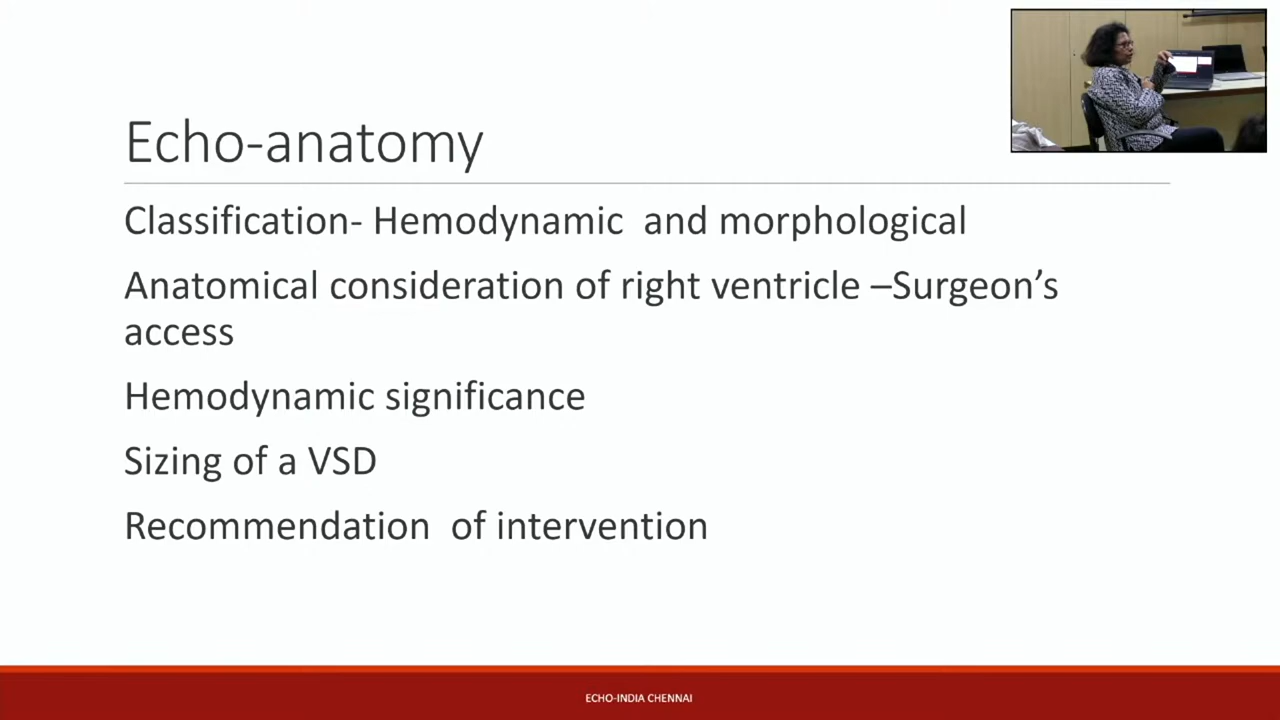 Echo-anatomy
Classification- Hemodynamic  and morphological
Anatomical consideration of right ventricle –Surgeon’s
access
Hemodynamic significance
Sizing of a VSD
Recommendation  of intervention
ECHO-INDIA CHENNAI